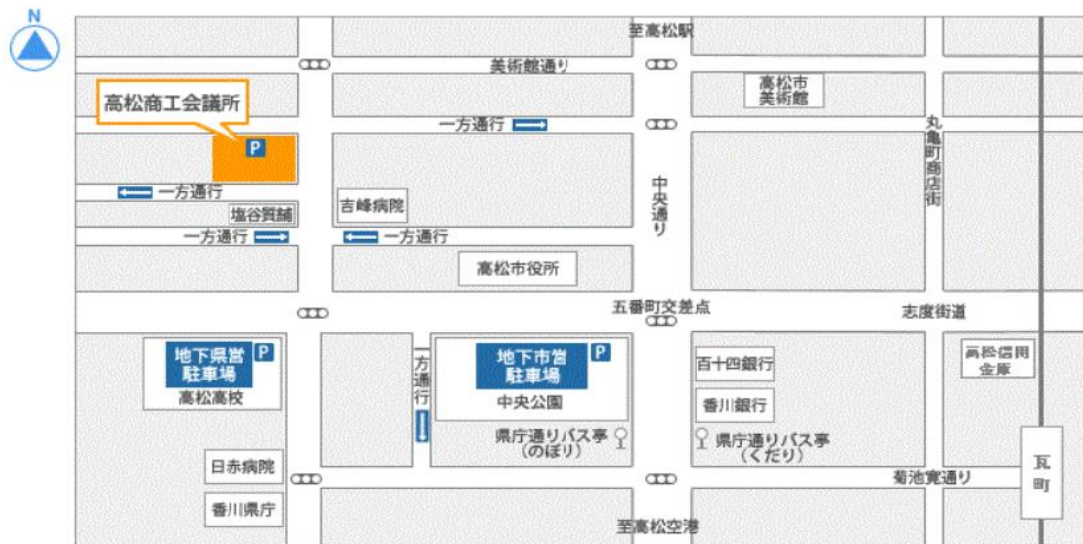 N
至高松駅
美術館通り
高松市
美術館
高松商工会議所
P
一方通行
丸亀町商店街
中央通り
一方通行
吉峰病院
塩谷質舗
一方通行
一方通行
高松市役所
五番町交差点
志度街道
地下県営
駐車場
P
高松高校
一方通行
地下市営
駐車場
P
中央公園
百十四銀行
高松信用
金庫
香川銀行
県庁通りバス亭
(のぼり)
県庁通りバス亭
(くだり)
日赤病院
菊池寛通り
瓦町
香川県庁
至高松空港